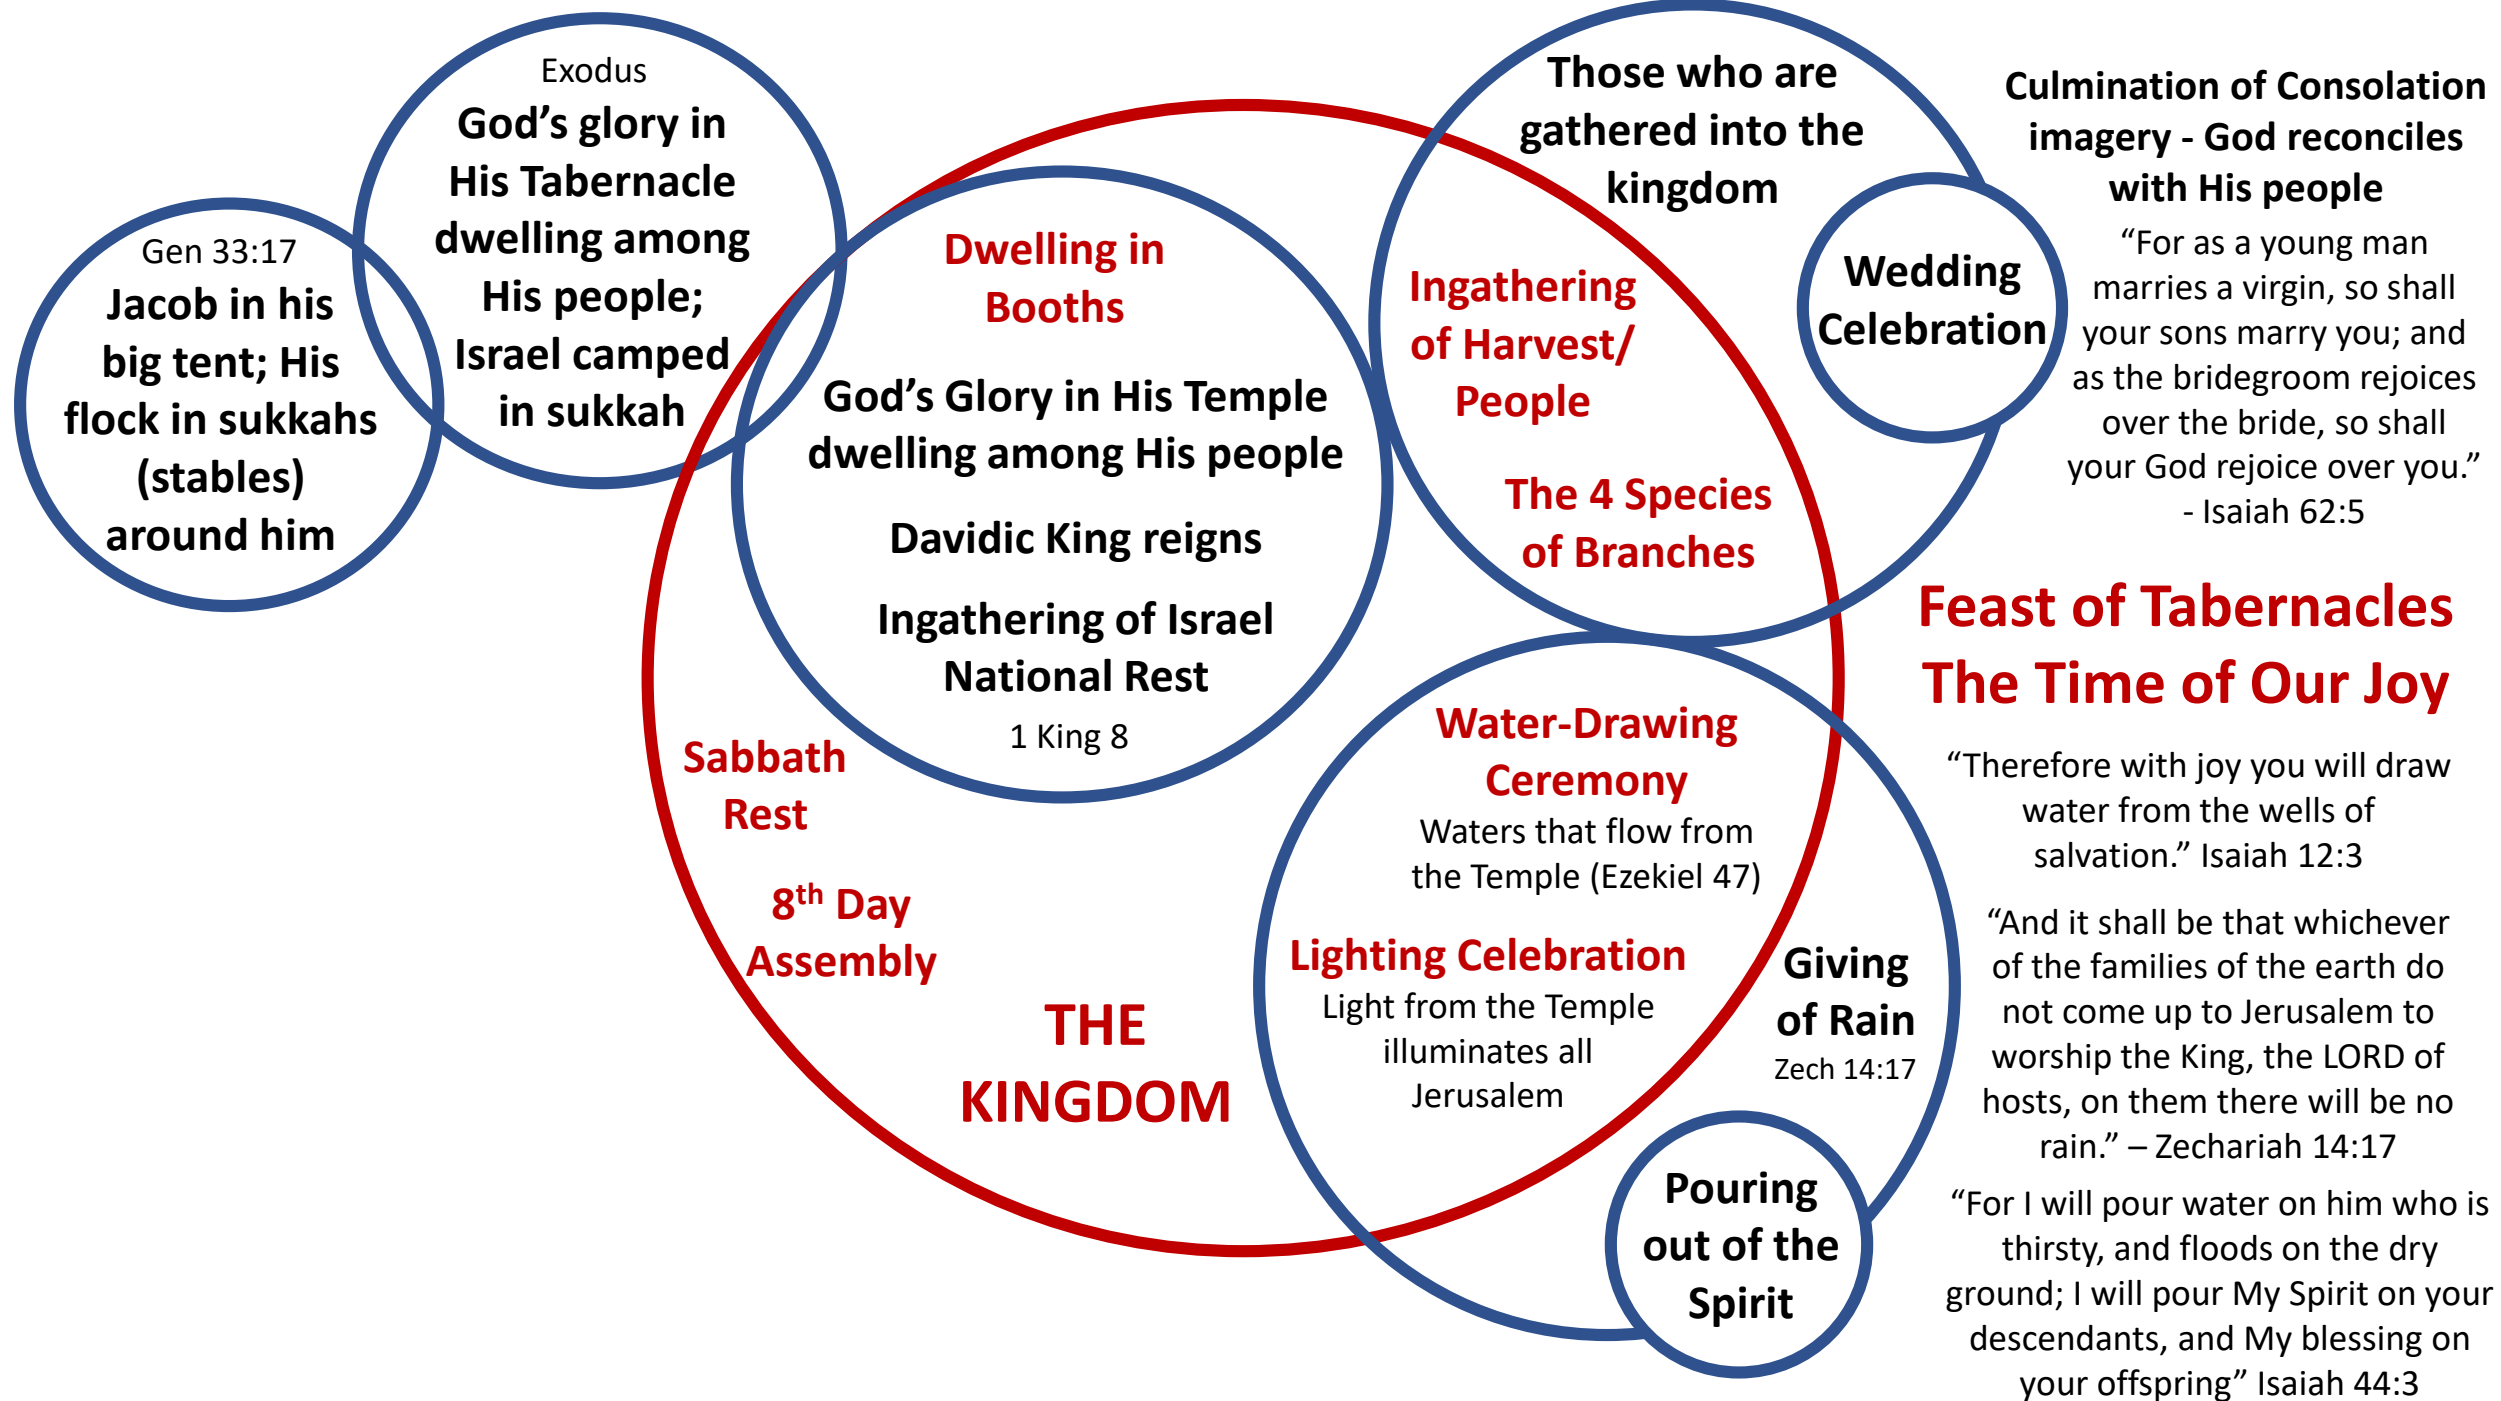 Gen 33:17
Jacob in his
big tent; His
flock in sukkahs
(stables)
around him
Exodus
God’s glory in
His Tabernacle
dwelling among
His people;
Israel camped
in sukkah
Dwelling in
Booths
God’s Glory in His Temple
dwelling among His people
Davidic King reigns
Ingathering of Israel
National Rest
1 King 8
Sabbath
Rest
8th Day
Assembly
THE
KINGDOM
Those who are
gathered into the
kingdom
Ingathering
of Harvest/
People
The 4 Species
of Branches
Wedding
Celebration
Water-Drawing
Ceremony
Waters that flow from
the Temple (Ezekiel 47)
Lighting Celebration
Light from the Temple
illuminates all
Jerusalem
Giving
of Rain
Zech 14:17
Pouring
out of the
Spirit
Culmination of Consolation
imagery - God reconciles
with His people
“For as a young man
marries a virgin, so shall
your sons marry you; and
as the bridegroom rejoices
over the bride, so shall
your God rejoice over you.”
- Isaiah 62:5
Feast of Tabernacles
The Time of Our Joy
“Therefore with joy you will draw
water from the wells of
salvation.” Isaiah 12:3
“And it shall be that whichever
of the families of the earth do
not come up to Jerusalem to
worship the King, the LORD of
hosts, on them there will be no
rain.” – Zechariah 14:17
“For I will pour water on him who is
thirsty, and floods on the dry
ground; I will pour My Spirit on your
descendants, and My blessing on
your offspring” Isaiah 44:3